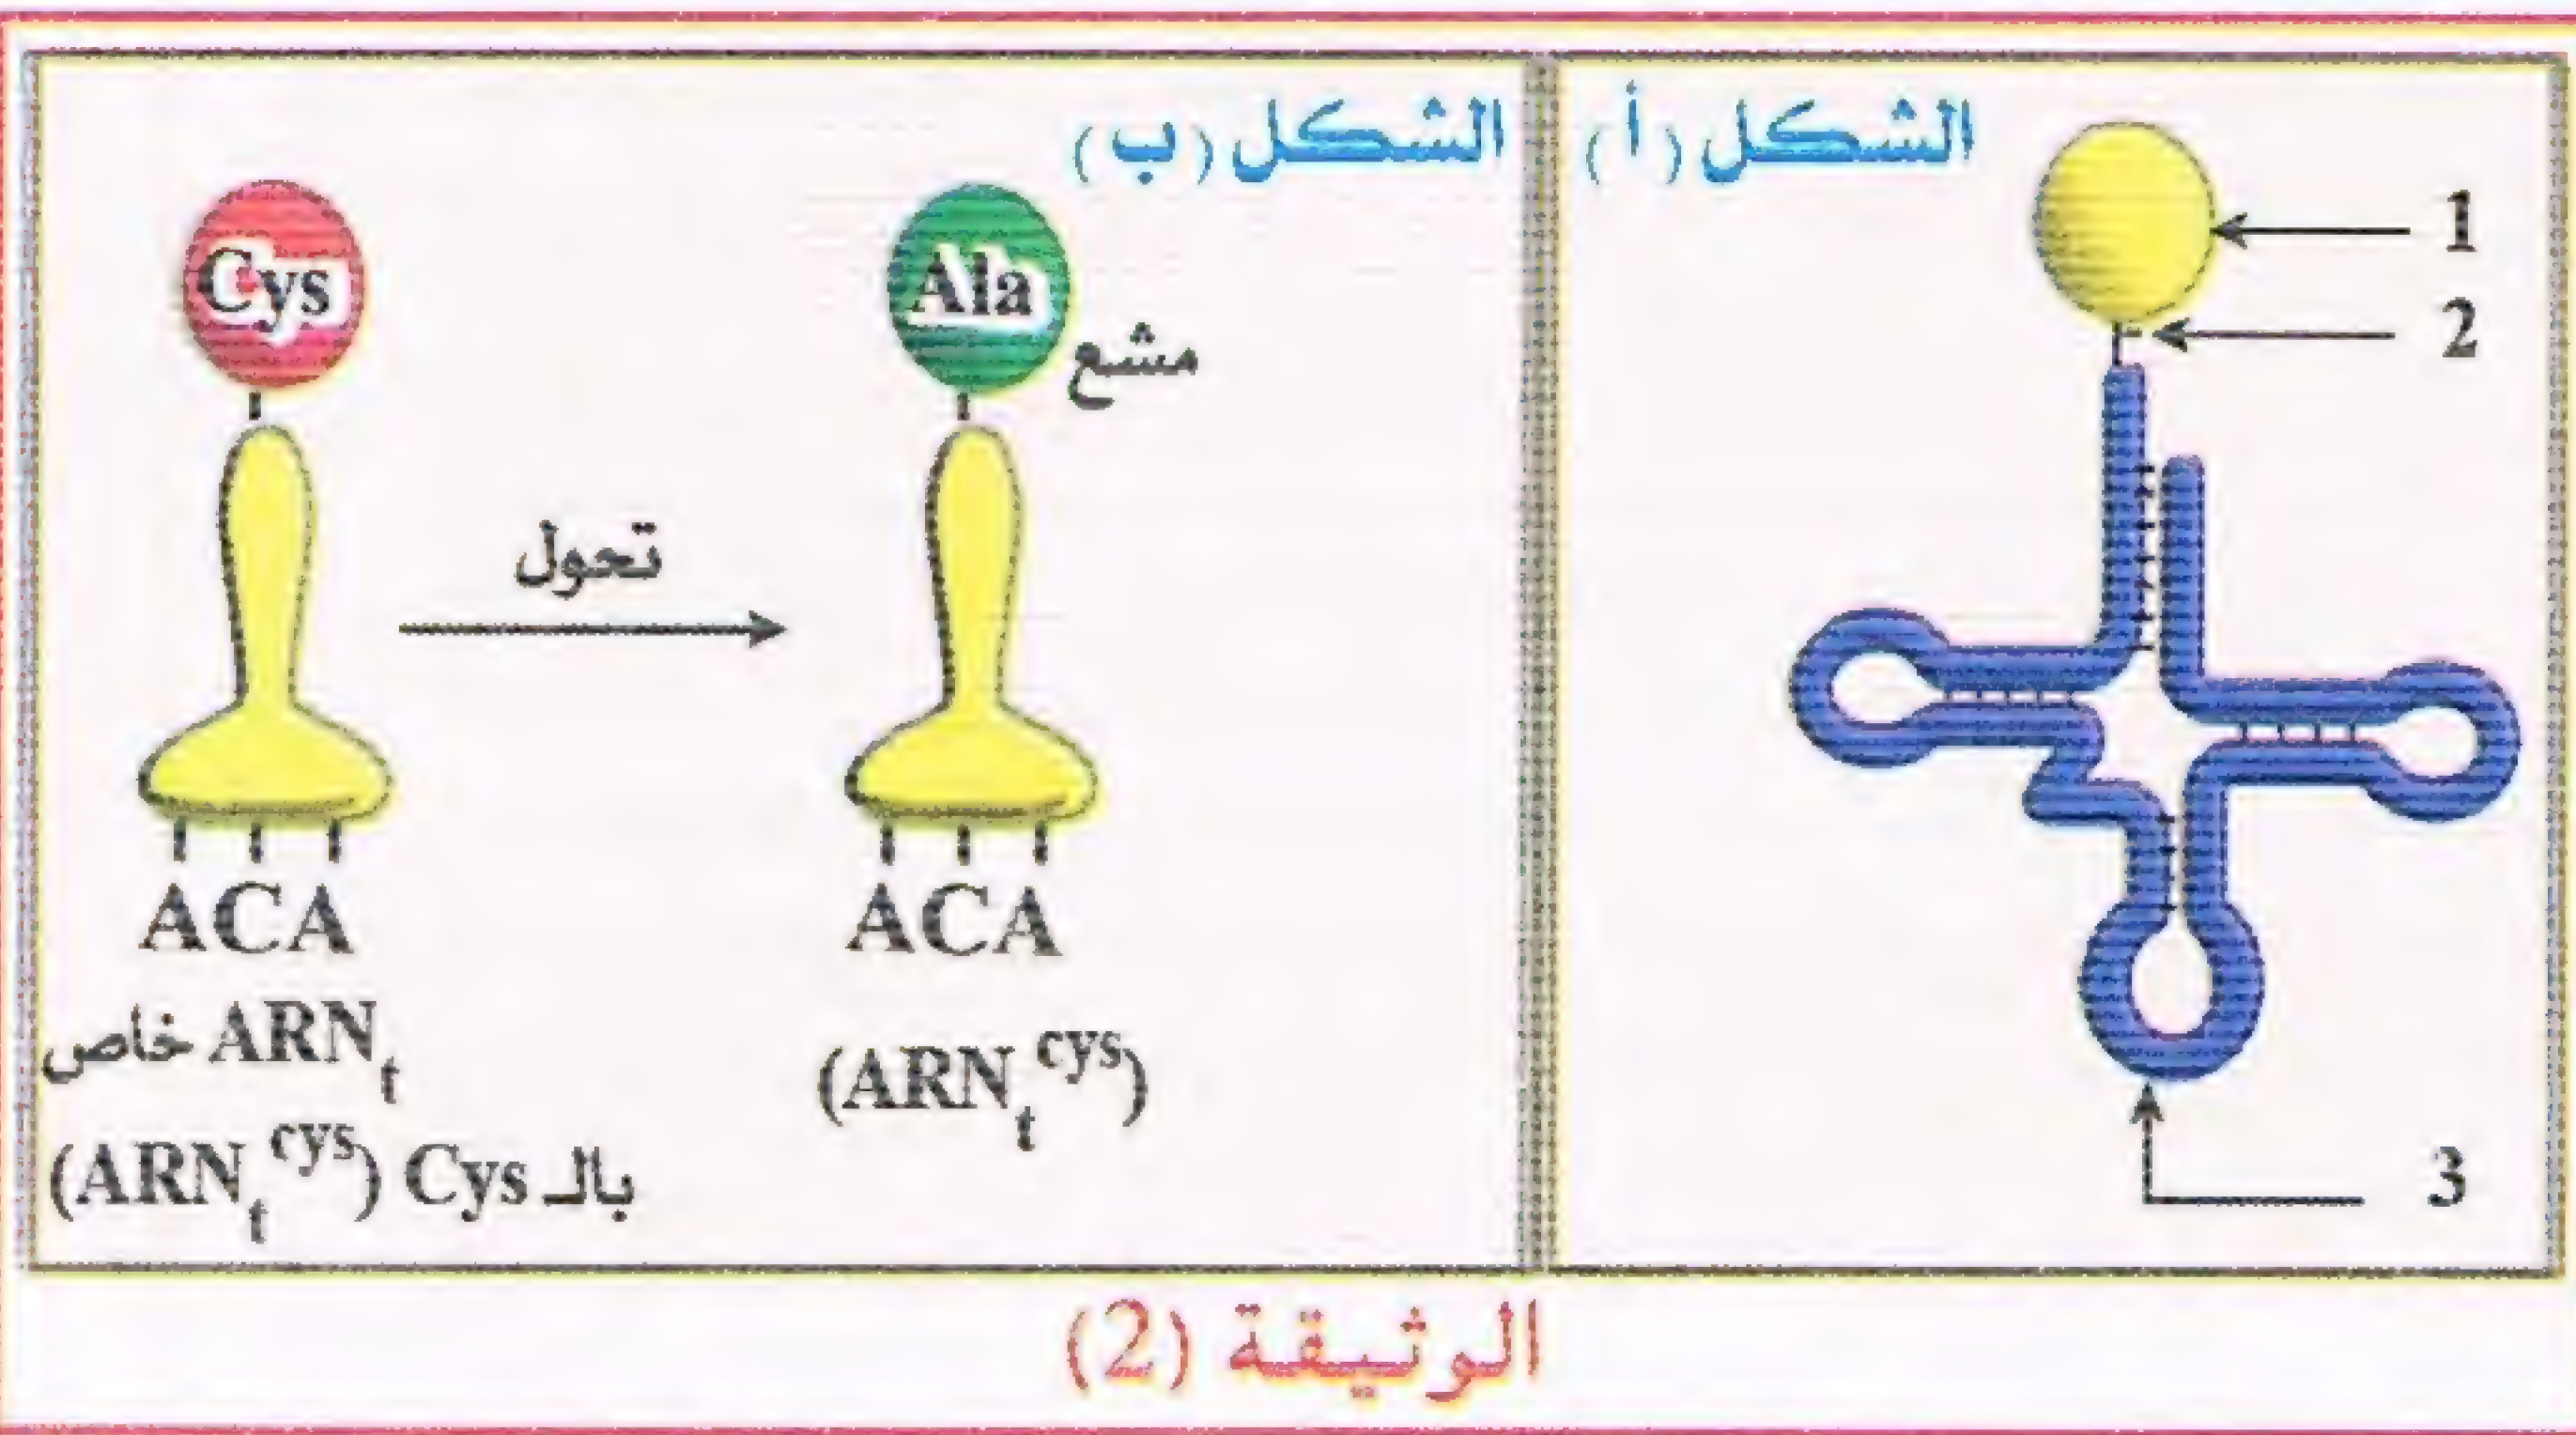 الشكل (أ)
1
2
3
الشكل (ب)
Cys
Ala
مشع
تحول
ACA
ACA
ARNt خاص
بالـ Cys (ARNt cys)
(ARNt cys)
الوثيقة (2)